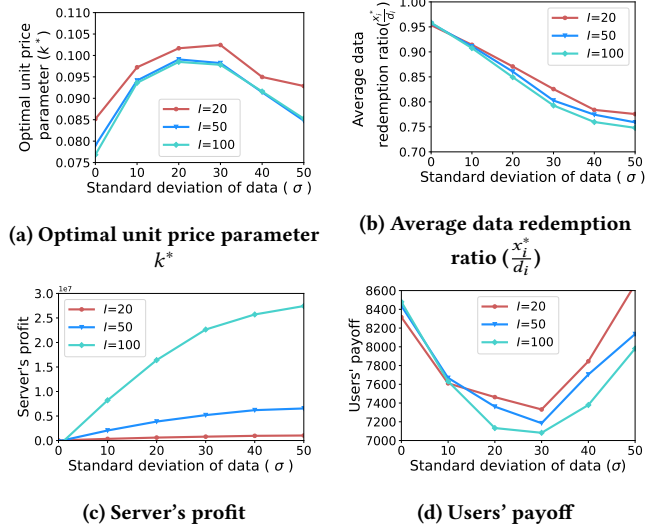 Optimal unit price
parameter (k*)
0.110
0.105
0.100
0.095
0.090
0.085
0.080
0.075
I=20
I=50
I=100
0 10 20 30 40 50
Standard deviation of data ( σ )
(a) Optimal unit price parameter
k*
Average data
redemption ratio(x_i*/d_i)
1.00
0.95
0.90
0.85
0.80
0.75
0.70
I=20
I=50
I=100
0 10 20 30 40 50
Standard deviation of data ( σ )
(b) Average data redemption
ratio (x_i*/d_i)
Server's profit
1e7
3.0
2.5
2.0
1.5
1.0
0.5
0.0
I=20
I=50
I=100
0 10 20 30 40 50
Standard deviation of data ( σ )
(c) Server's profit
Users' payoff
8600
8400
8200
8000
7800
7600
7400
7200
7000
I=20
I=50
I=100
0 10 20 30 40 50
Standard deviation of data (σ)
(d) Users' payoff